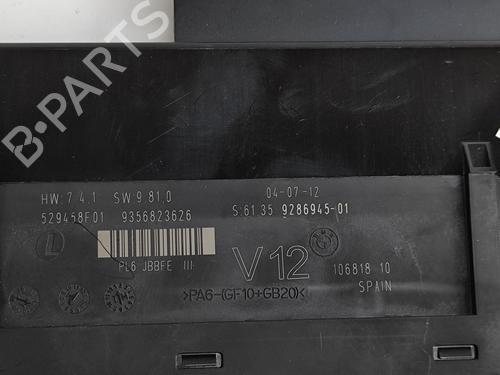 B-PARTS
HW:7.4.1 SW:9.81.0 04-07-12
529458F01 9356823626 S:61.35 9286945-01
L
PL6 JBBFE III
V12
106818 10
SPAIN
>PA6-(GF10+GB20)<